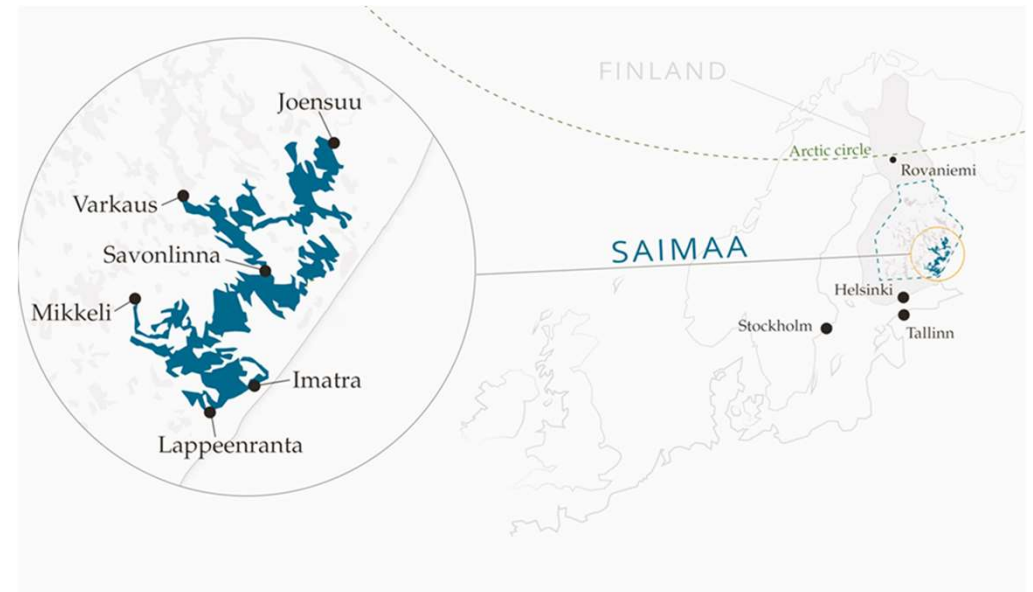 Joensuu
Varkaus
Savonlinna
Mikkeli
Imatra
Lappeenranta
FINLAND
Arctic circle
Rovaniemi
SAIMAA
Helsinki
Stockholm
Tallinn